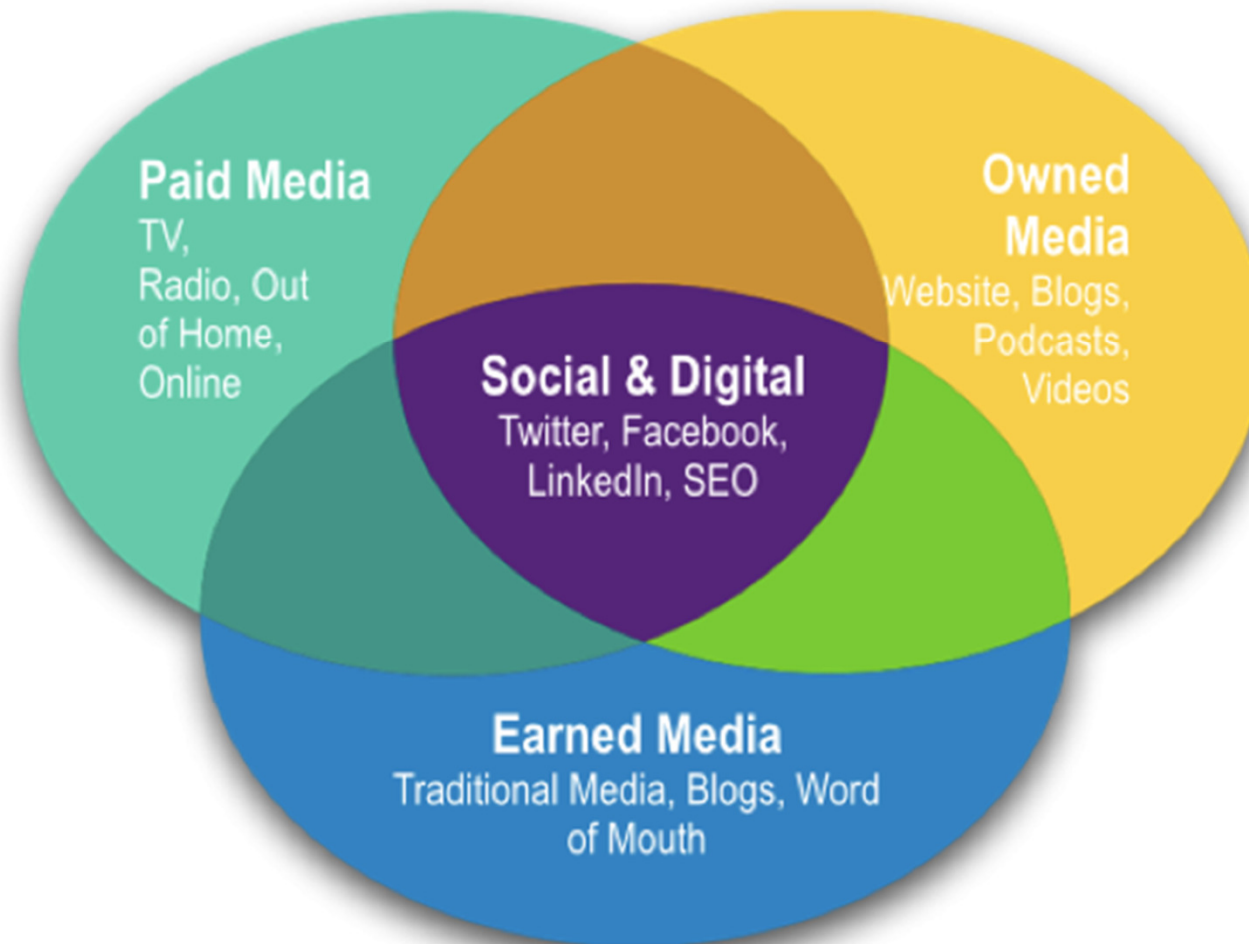 Paid Media
TV,
Radio, Out
of Home,
Online
Owned
Media
Website, Blogs,
Podcasts,
Videos
Social & Digital
Twitter, Facebook,
LinkedIn, SEO
Earned Media
Traditional Media, Blogs, Word
of Mouth